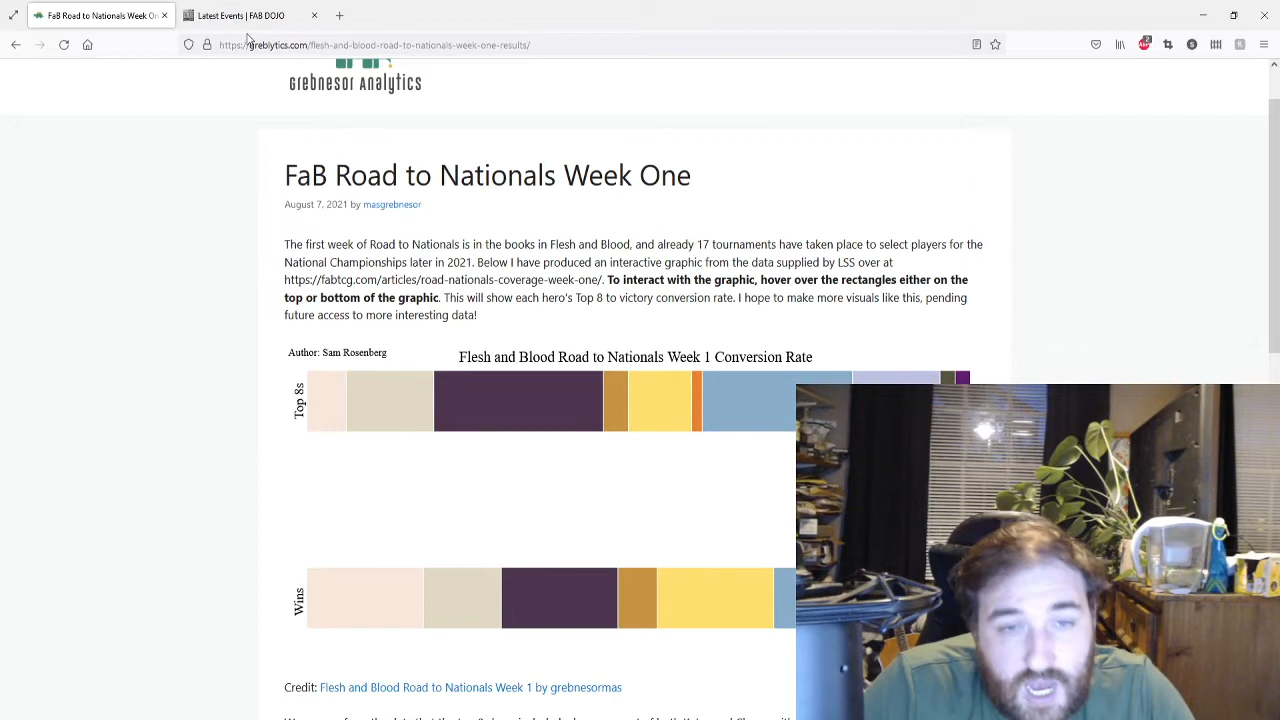 FaB Road to Nationals Week On
Latest Events | FAB DOJO
https://greblytics.com/flesh-and-blood-road-to-nationals-week-one-results/
2
grebnesor analytics
FaB Road to Nationals Week One
August 7, 2021 by masgrebnesor
The first week of Road to Nationals is in the books in Flesh and Blood, and already 17 tournaments have taken place to select players for the
National Championships later in 2021. Below I have produced an interactive graphic from the data supplied by LSS over at
https://fabtcg.com/articles/road-nationals-coverage-week-one/. To interact with the graphic, hover over the rectangles either on the
top or bottom of the graphic. This will show each hero's Top 8 to victory conversion rate. I hope to make more visuals like this, pending
future access to more interesting data!
Author: Sam Rosenberg
Flesh and Blood Road to Nationals Week 1 Conversion Rate
Top 8s
Wins
Credit: Flesh and Blood Road to Nationals Week 1 by grebnesormas